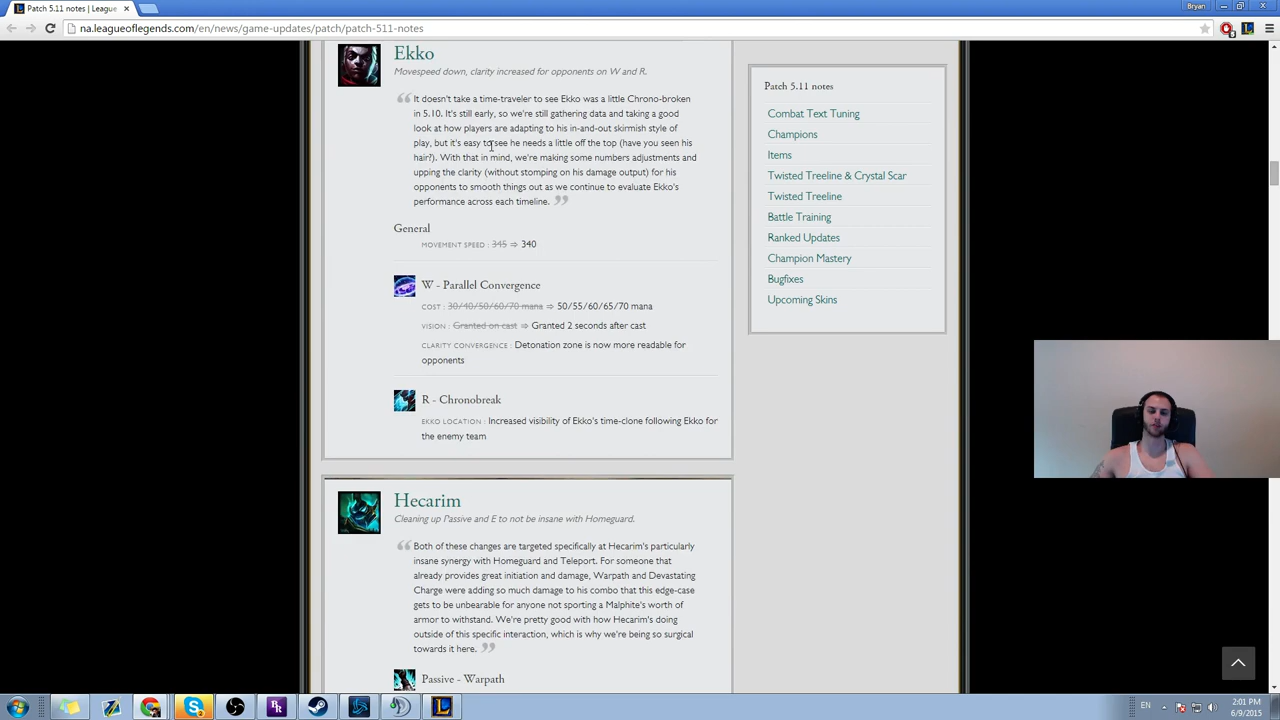 Patch 5.11 notes | League
Bryan
na.leagueoflegends.com/en/news/game-updates/patch/patch-511-notes
Ekko
Movespeed down, clarity increased for opponents on W and R.
It doesn't take a time-traveler to see Ekko was a little Chrono-broken
in 5.10. It's still early, so we're still gathering data and taking a good
look at how players are adapting to his in-and-out skirmish style of
play, but it's easy to see he needs a little off the top (have you seen his
hair?). With that in mind, we're making some numbers adjustments and
upping the clarity (without stomping on his damage output) for his
opponents to smooth things out as we continue to evaluate Ekko's
performance across each timeline.
General
MOVEMENT SPEED : 345 ⇒ 340
W - Parallel Convergence
COST : 30/40/50/60/70 mana ⇒ 50/55/60/65/70 mana
VISION : Granted on cast ⇒ Granted 2 seconds after cast
CLARITY CONVERGENCE : Detonation zone is now more readable for
opponents
R - Chronobreak
EKKO LOCATION : Increased visibility of Ekko's time-clone following Ekko for
the enemy team
Hecarim
Cleaning up Passive and E to not be insane with Homeguard.
Both of these changes are targeted specifically at Hecarim's particularly
insane synergy with Homeguard and Teleport. For someone that
already provides great initiation and damage, Warpath and Devastating
Charge were adding so much damage to his combo that this edge-case
gets to be unbearable for anyone not sporting a Malphite's worth of
armor to withstand. We're pretty good with how Hecarim's doing
outside of this specific interaction, which is why we're being so surgical
towards it here.
Passive - Warpath
Patch 5.11 notes
Combat Text Tuning
Champions
Items
Twisted Treeline & Crystal Scar
Twisted Treeline
Battle Training
Ranked Updates
Champion Mastery
Bugfixes
Upcoming Skins
EN
2:01 PM
6/9/2015